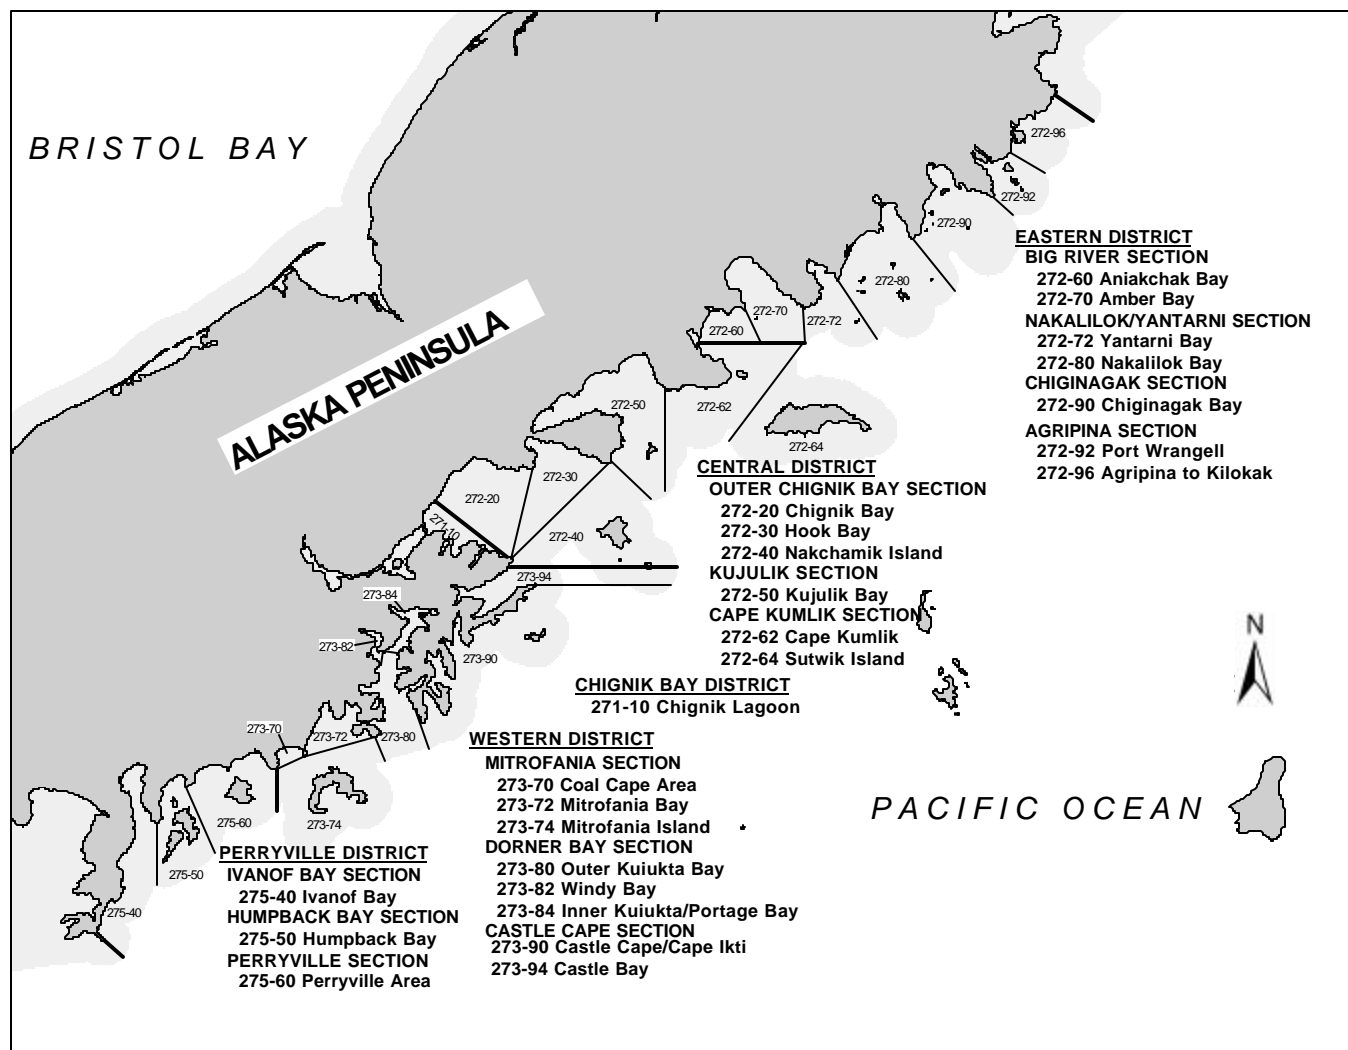 BRISTOL BAY
ALASKA PENINSULA
PACIFIC OCEAN
N
272-96
272-92
272-90
272-80
272-72
272-70
272-60
272-62
272-64
272-50
272-30
272-20
272-40
271-10
273-94
273-84
273-82
273-90
273-80
273-72
273-70
273-74
275-60
275-50
275-40
EASTERN DISTRICT
BIG RIVER SECTION
272-60 Aniakchak Bay
272-70 Amber Bay
NAKALILOK/YANTARNI SECTION
272-72 Yantarni Bay
272-80 Nakalilok Bay
CHIGINAGAK SECTION
272-90 Chiginagak Bay
AGRIPINA SECTION
272-92 Port Wrangell
272-96 Agripina to Kilokak
CENTRAL DISTRICT
OUTER CHIGNIK BAY SECTION
272-20 Chignik Bay
272-30 Hook Bay
272-40 Nakchamik Island
KUJULIK SECTION
272-50 Kujulik Bay
CAPE KUMLIK SECTION
272-62 Cape Kumlik
272-64 Sutwik Island
CHIGNIK BAY DISTRICT
271-10 Chignik Lagoon
WESTERN DISTRICT
MITROFANIA SECTION
273-70 Coal Cape Area
273-72 Mitrofania Bay
273-74 Mitrofania Island
DORNER BAY SECTION
273-80 Outer Kuiukta Bay
273-82 Windy Bay
273-84 Inner Kuiukta/Portage Bay
CASTLE CAPE SECTION
273-90 Castle Cape/Cape Ikti
273-94 Castle Bay
PERRYVILLE DISTRICT
IVANOF BAY SECTION
275-40 Ivanof Bay
HUMPBACK BAY SECTION
275-50 Humpback Bay
PERRYVILLE SECTION
275-60 Perryville Area